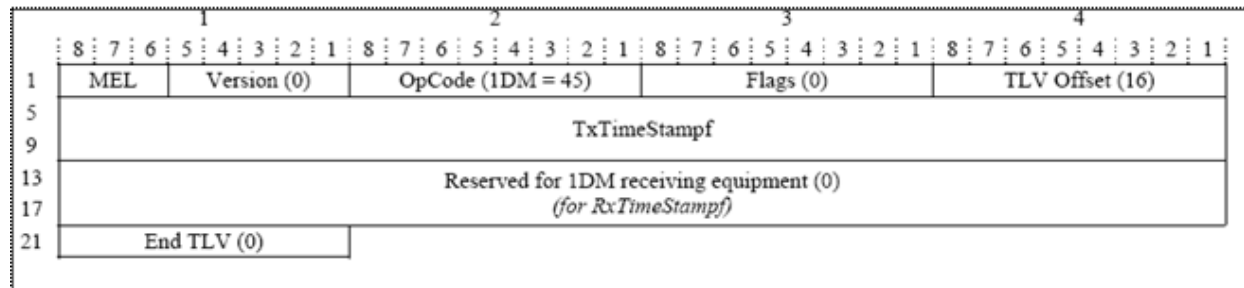 1 2 3 4
8 7 6 5 4 3 2 1 8 7 6 5 4 3 2 1 8 7 6 5 4 3 2 1 8 7 6 5 4 3 2 1
1 MEL Version (0) OpCode (1DM = 45) Flags (0) TLV Offset (16)
5
TxTimeStampf
9
13 Reserved for 1DM receiving equipment (0)
17 (for RxTimeStampf)
21 End TLV (0)